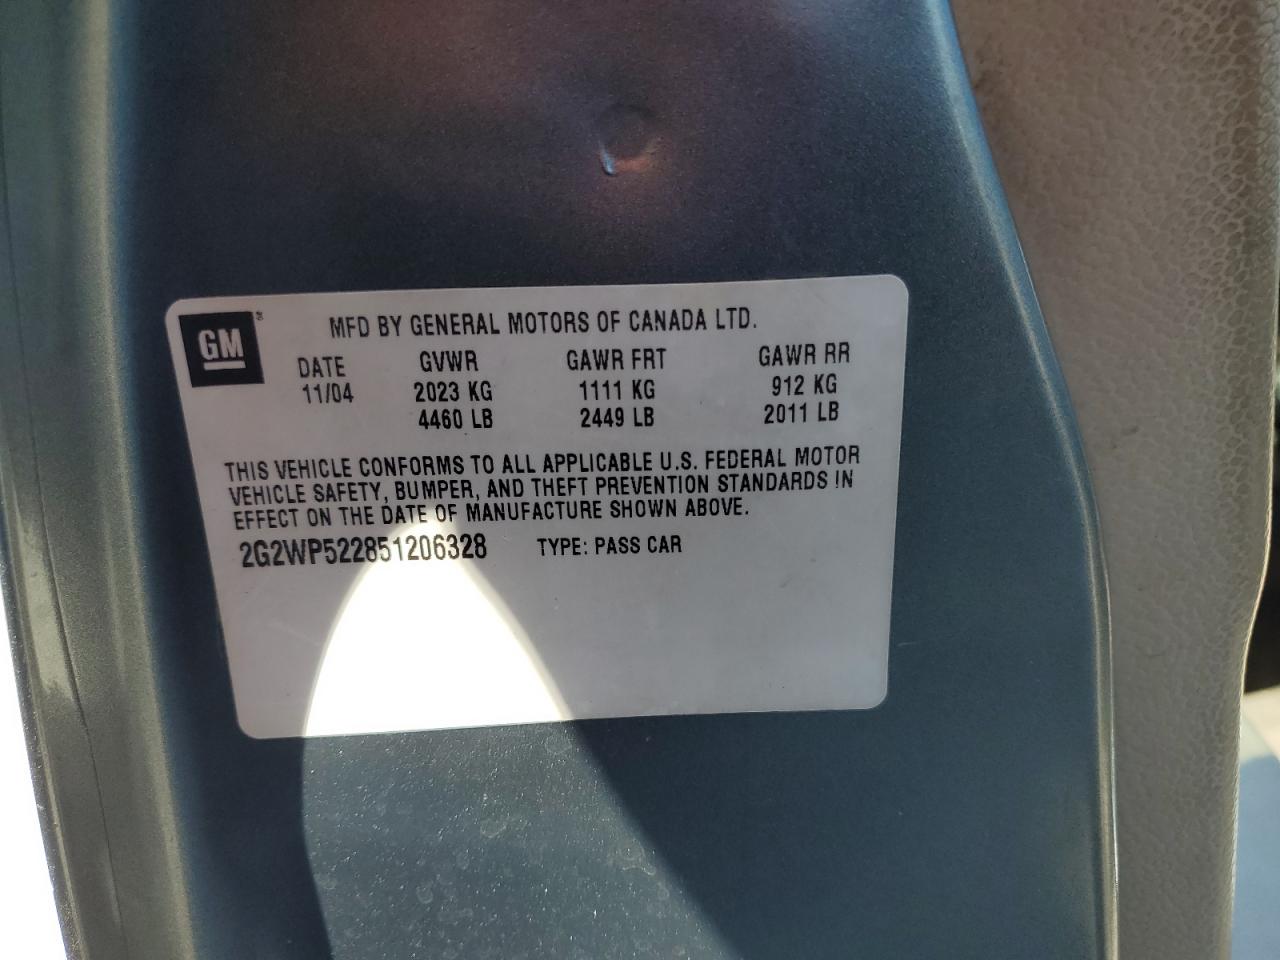 GM
MFD BY GENERAL MOTORS OF CANADA LTD.
DATE GVWR GAWR FRT GAWR RR
11/04 2023 KG 1111 KG 912 KG
4460 LB 2449 LB 2011 LB
THIS VEHICLE CONFORMS TO ALL APPLICABLE U.S. FEDERAL MOTOR
VEHICLE SAFETY, BUMPER, AND THEFT PREVENTION STANDARDS IN
EFFECT ON THE DATE OF MANUFACTURE SHOWN ABOVE.
2G2WP522851206328 TYPE: PASS CAR